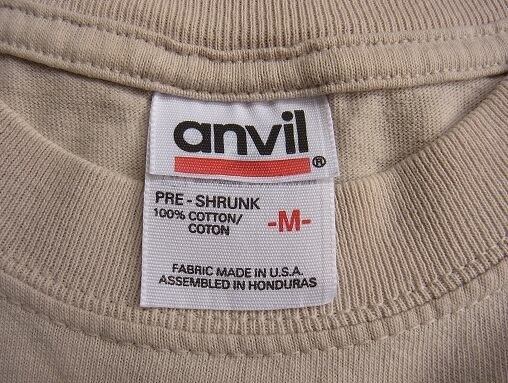 anvil®
PRE - SHRUNK
100% COTTON/
COTON
-M-
FABRIC MADE IN U.S.A.
ASSEMBLED IN HONDURAS